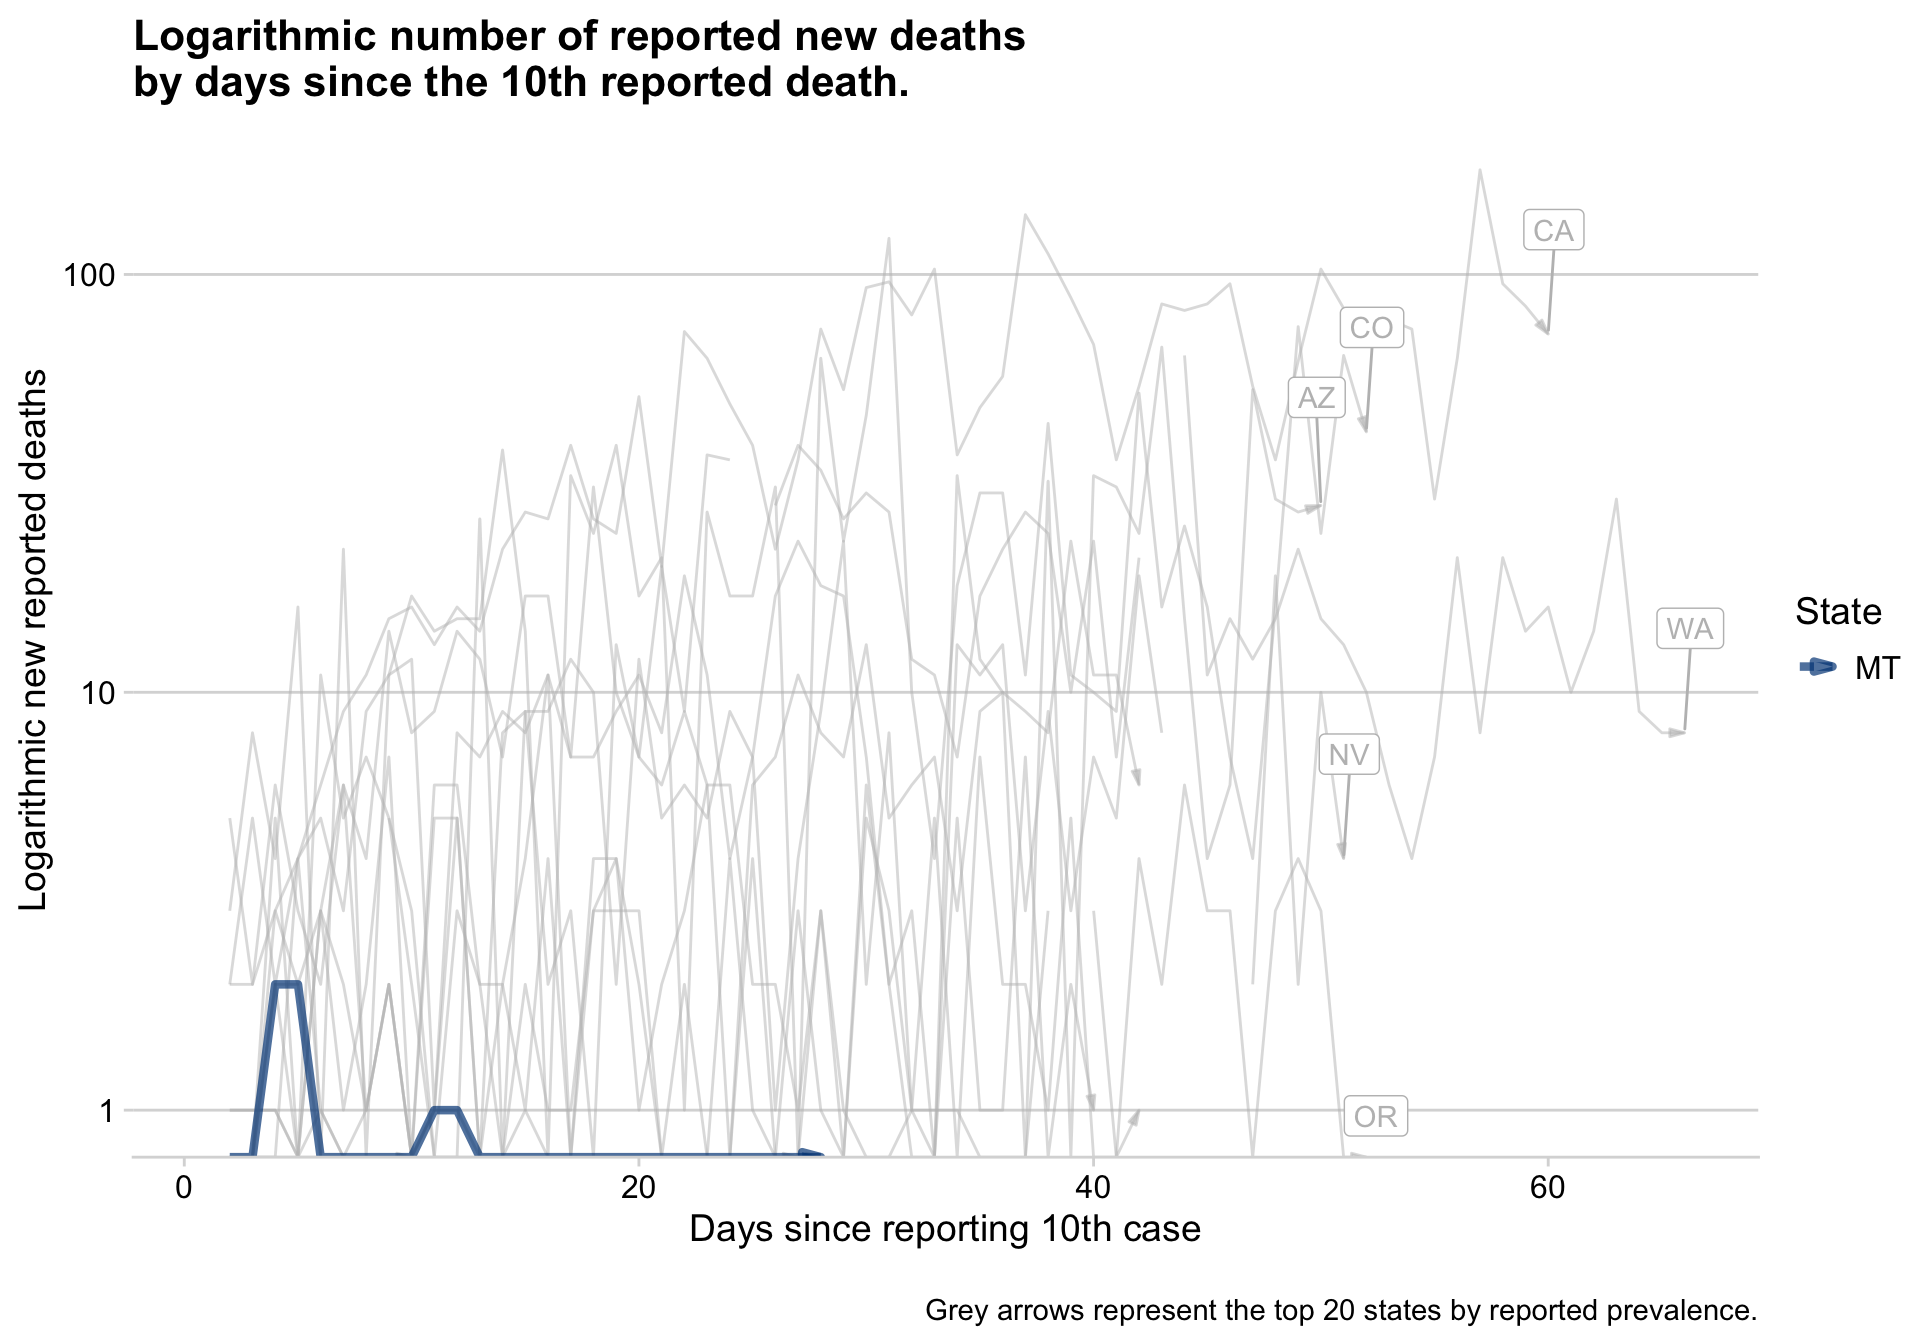 Logarithmic number of reported new deaths
by days since the 10th reported death.
Logarithmic new reported deaths
100
10
1
CA
CO
AZ
WA
NV
OR
State
MT
0
20
40
60
Days since reporting 10th case
Grey arrows represent the top 20 states by reported prevalence.